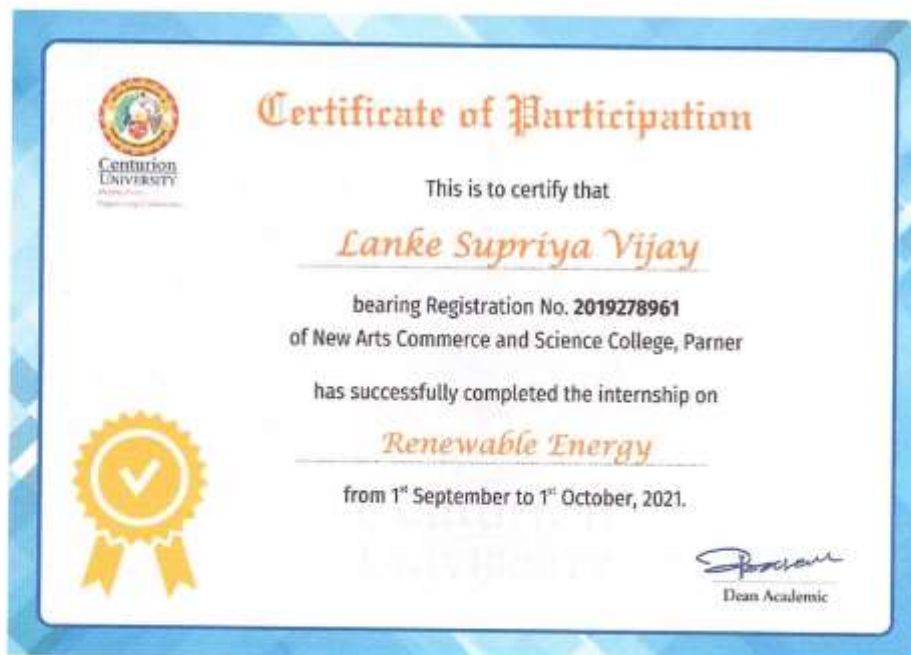 Centurion
UNIVERSITY
Certificate of Participation
This is to certify that
Lanke Supriya Vijay
bearing Registration No. 2019278961
of New Arts Commerce and Science College, Parner
has successfully completed the internship on
Renewable Energy
from 1st September to 1st October, 2021.
Dean Academic